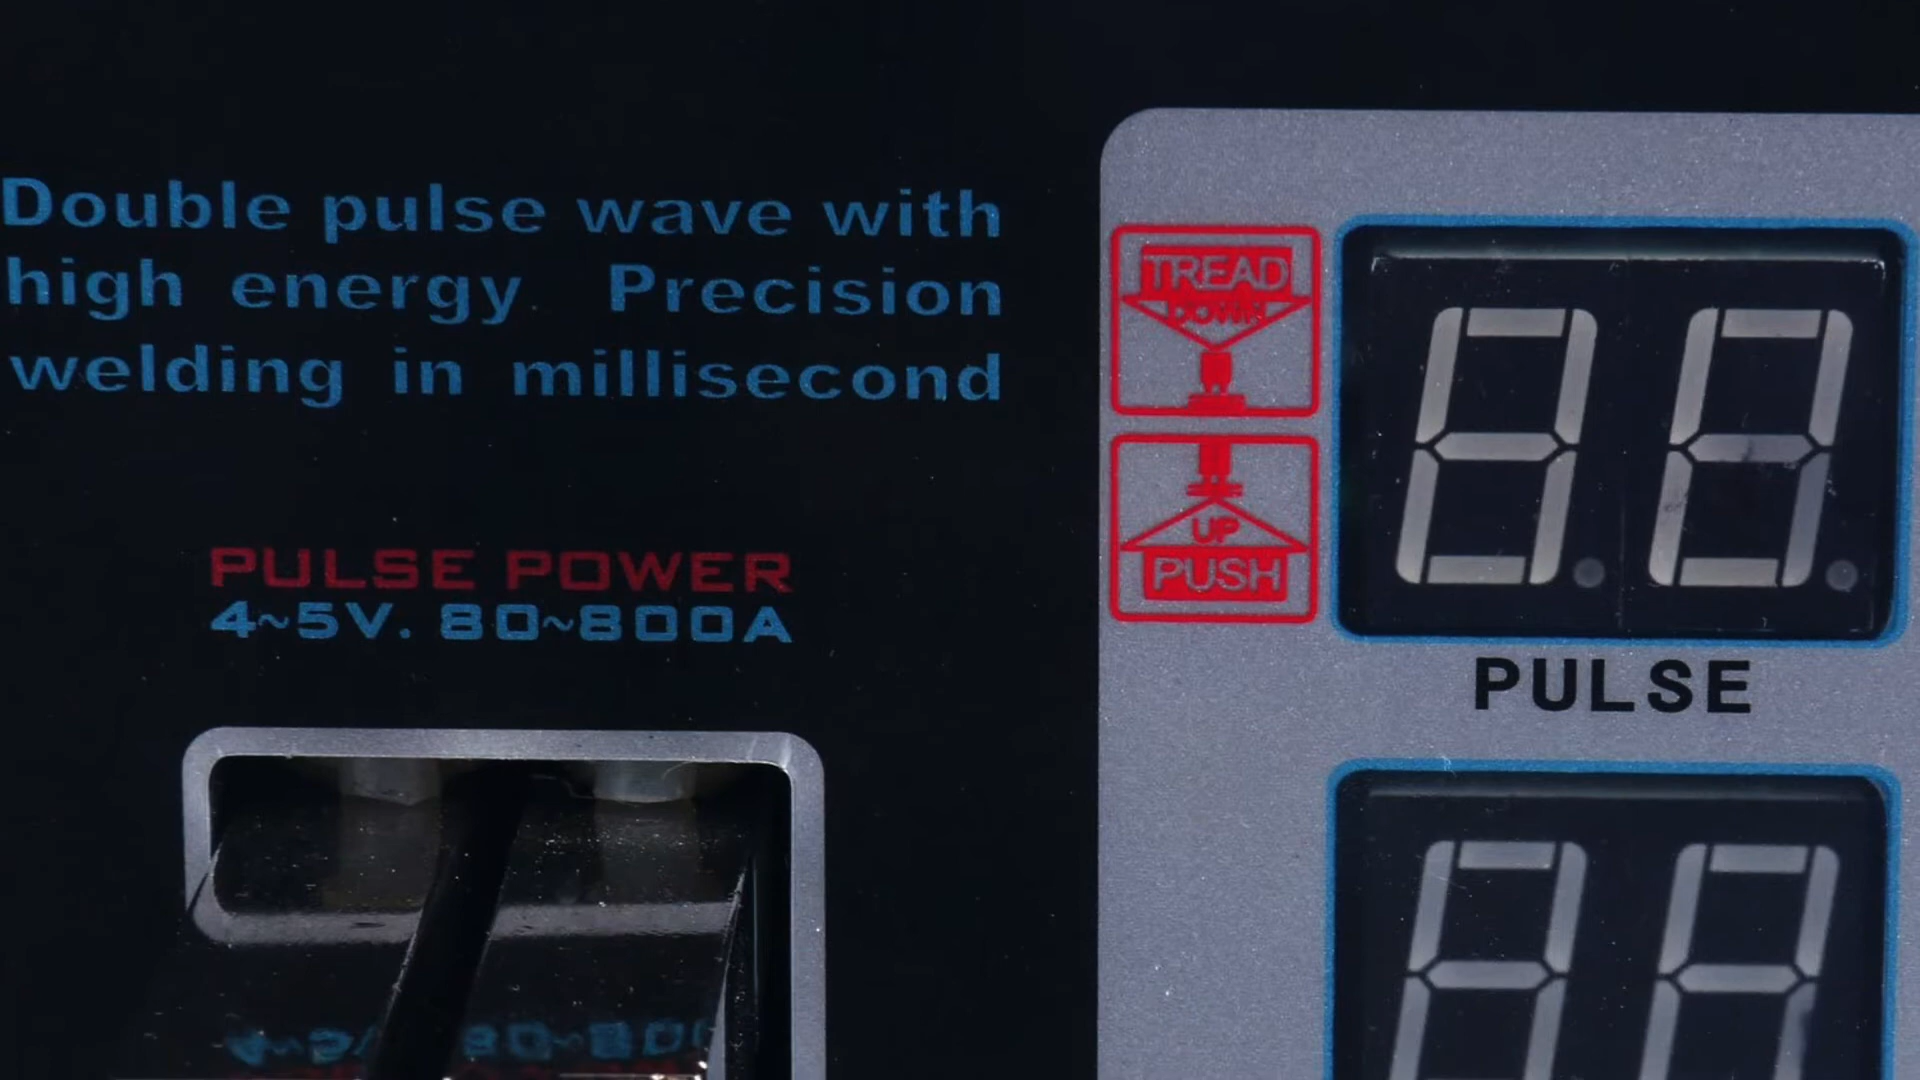 Double pulse wave with
high energy. Precision
welding in millisecond
PULSE POWER
4~5V. 80~800A
TREAD
DOWN
UP
PUSH
PULSE